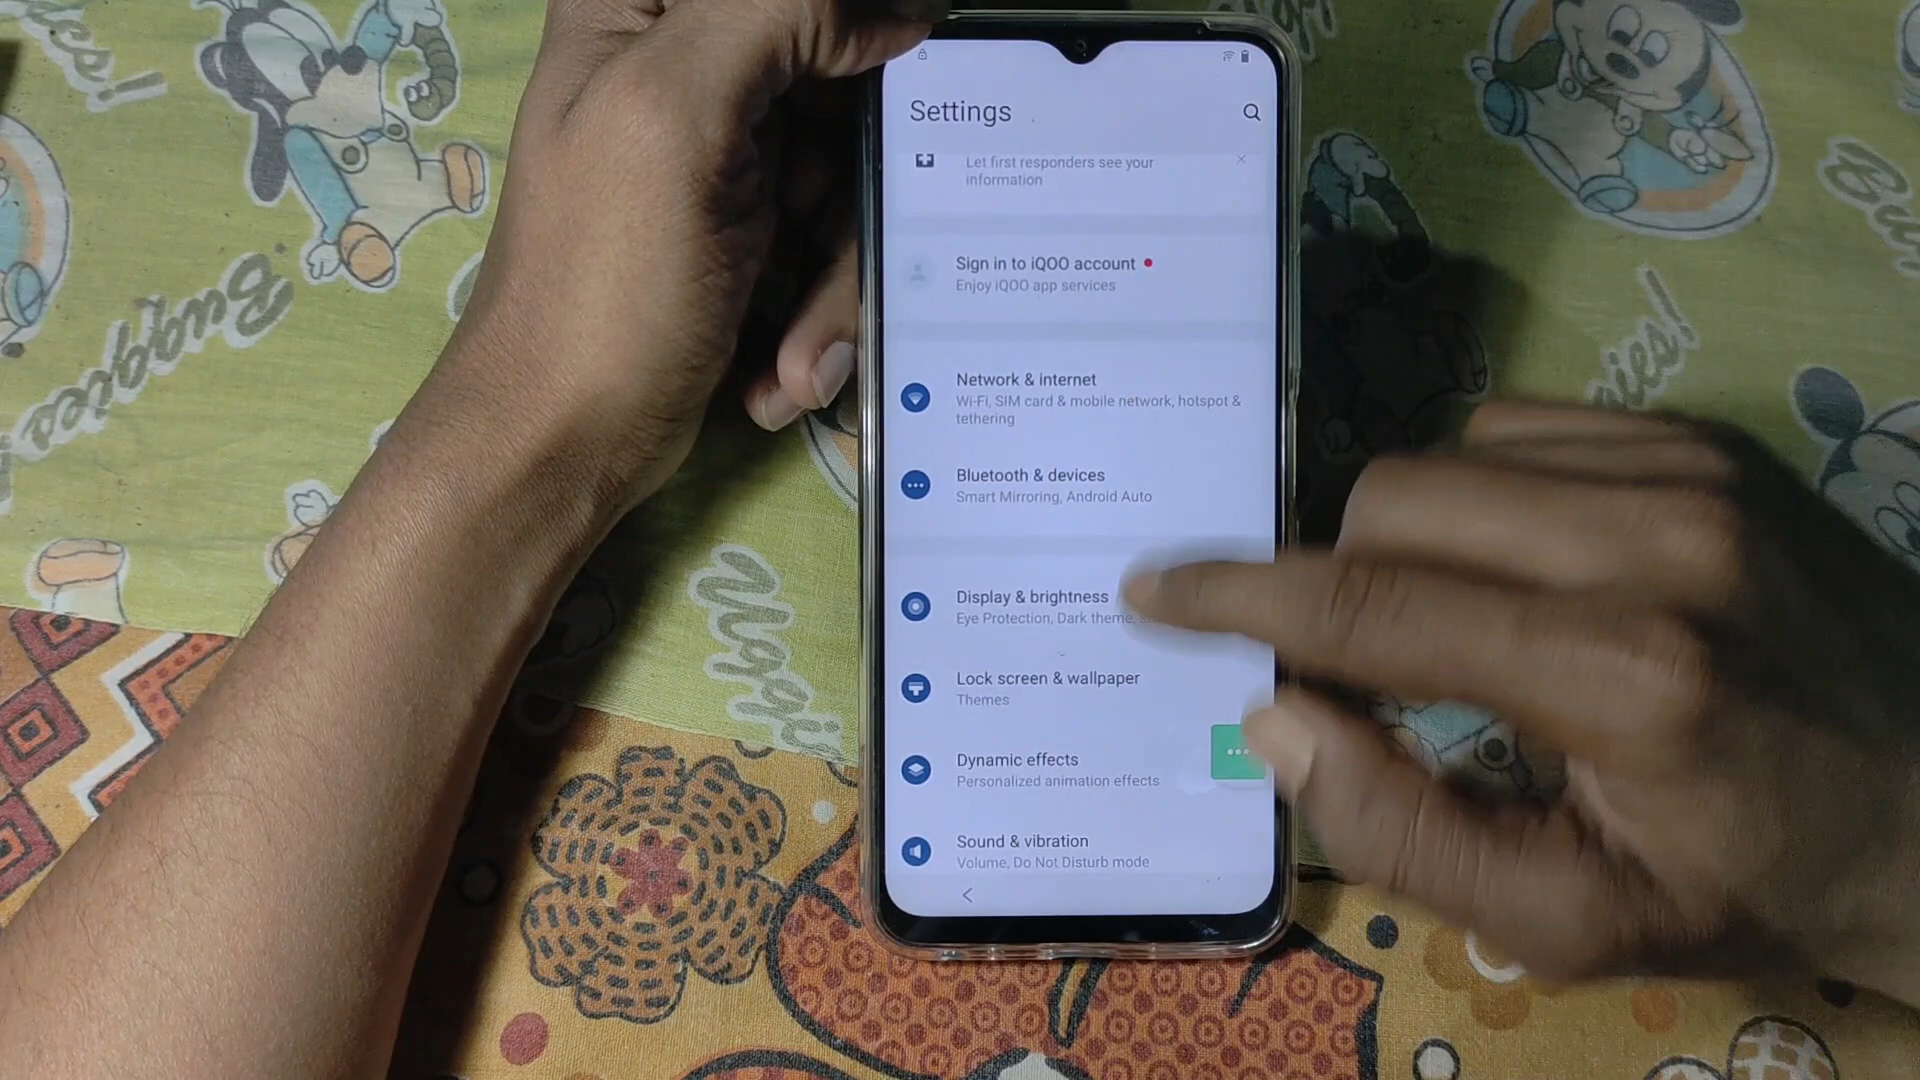 Settings
Let first responders see your
information
Sign in to iQOO account
Enjoy iQOO app services
Network & internet
Wi-Fi, SIM card & mobile network, hotspot &
tethering
Bluetooth & devices
Smart Mirroring, Android Auto
Display & brightness
Eye Protection, Dark theme,
Lock screen & wallpaper
Themes
Dynamic effects
Personalized animation effects
Sound & vibration
Volume, Do Not Disturb mode
Buggies